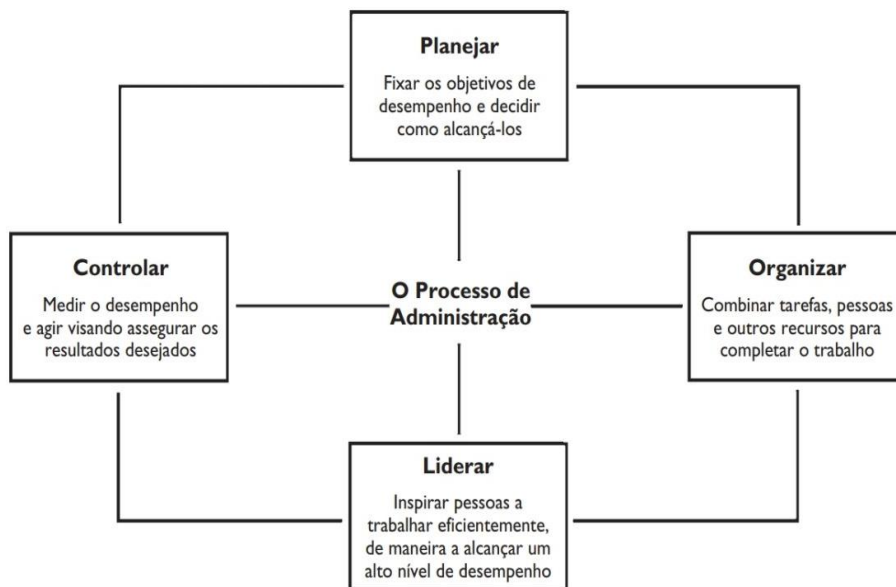 Planejar
Fixar os objetivos de
desempenho e decidir
como alcançá-los
Controlar
Medir o desempenho
e agir visando assegurar os
resultados desejados
O Processo de
Administração
Organizar
Combinar tarefas, pessoas
e outros recursos para
completar o trabalho
Liderar
Inspirar pessoas a
trabalhar eficientemente,
de maneira a alcançar um
alto nível de desempenho